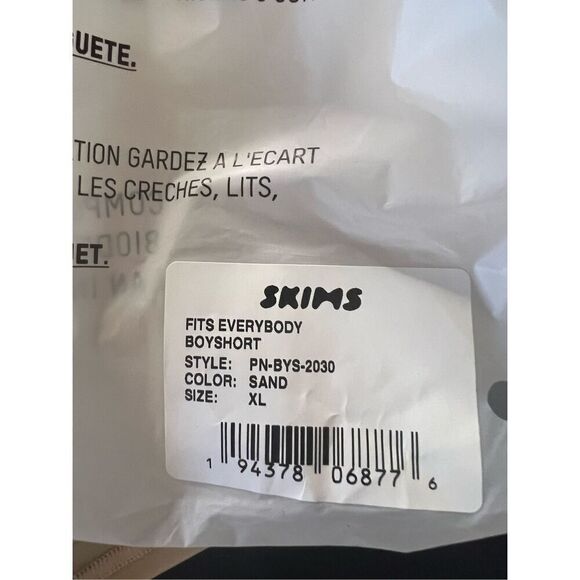 GUETE.
TION GARDEZ A L'ECART
LES CRECHES, LITS,
ET.
SKIMS
FITS EVERYBODY
BOYSHORT
STYLE: PN-BYS-2030
COLOR: SAND
SIZE: XL
1 94378 06877 6